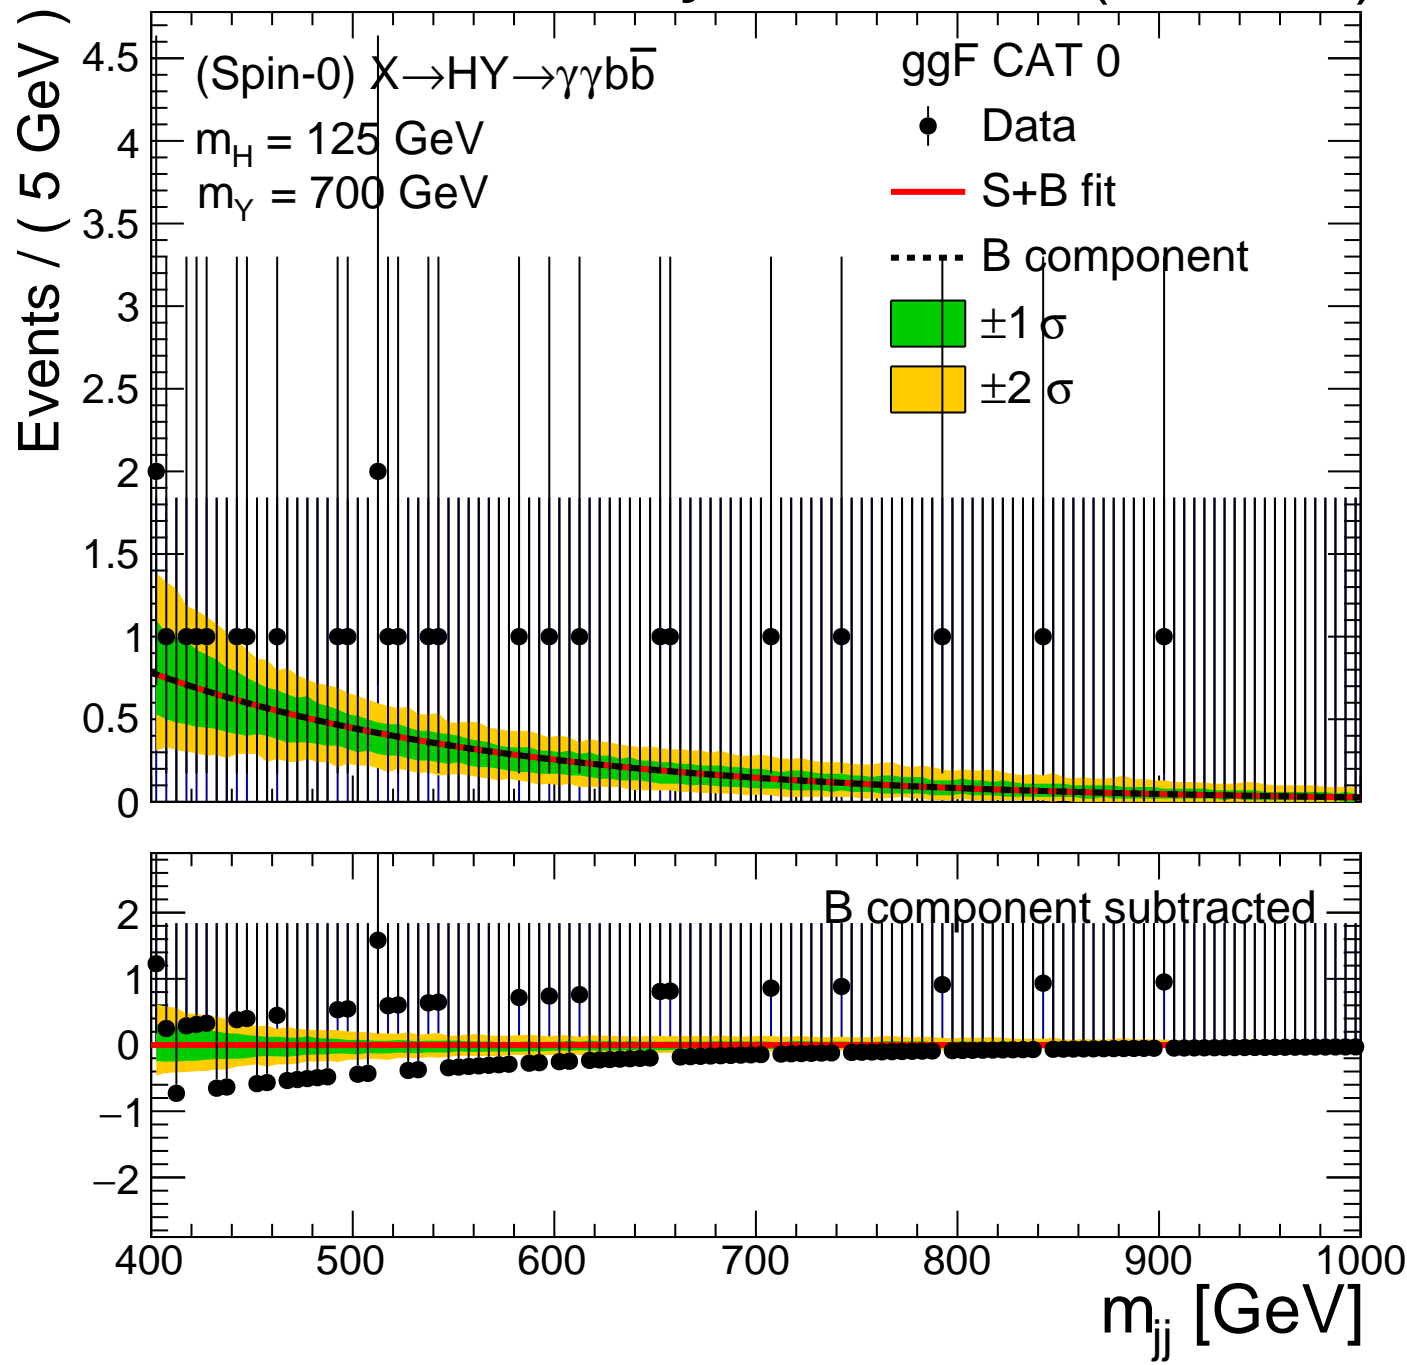 Events / ( 5 GeV )
(Spin-0) X→HY→γγbb̅
m_H = 125 GeV
m_Y = 700 GeV
ggF CAT 0
Data
S+B fit
B component
±1 σ
±2 σ
4.5
4
3.5
3
2.5
2
1.5
1
0.5
0
B component subtracted
2
1
0
−1
−2
400 500 600 700 800 900 1000
m_jj [GeV]